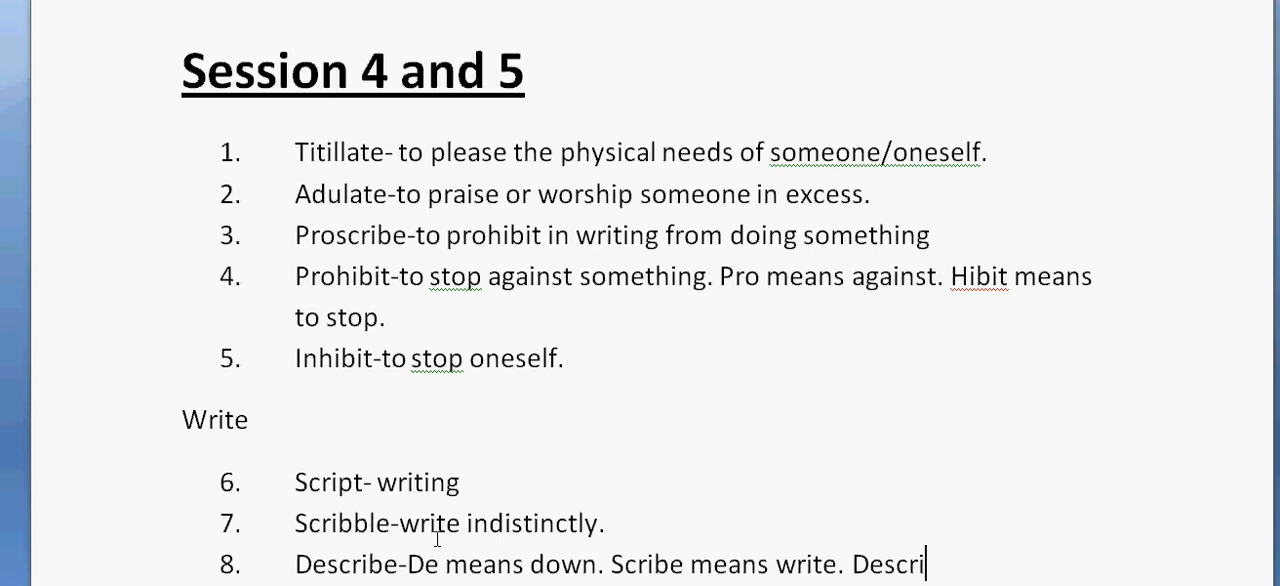 Session 4 and 5
1. Titillate- to please the physical needs of someone/oneself.
2. Adulate-to praise or worship someone in excess.
3. Proscribe-to prohibit in writing from doing something
4. Prohibit-to stop against something. Pro means against. Hibit means
to stop.
5. Inhibit-to stop oneself.
Write
6. Script- writing
7. Scribble-write indistinctly.
8. Describe-De means down. Scribe means write. Descri